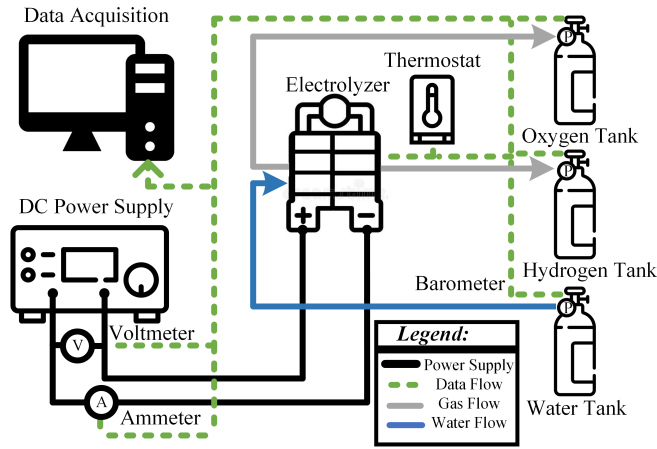 Data Acquisition
Thermostat
Electrolyzer
P
Oxygen Tank
P
Hydrogen Tank
DC Power Supply
+
−
Barometer
P
Water Tank
Voltmeter
V
Ammeter
A
Legend:
Power Supply
Data Flow
Gas Flow
Water Flow